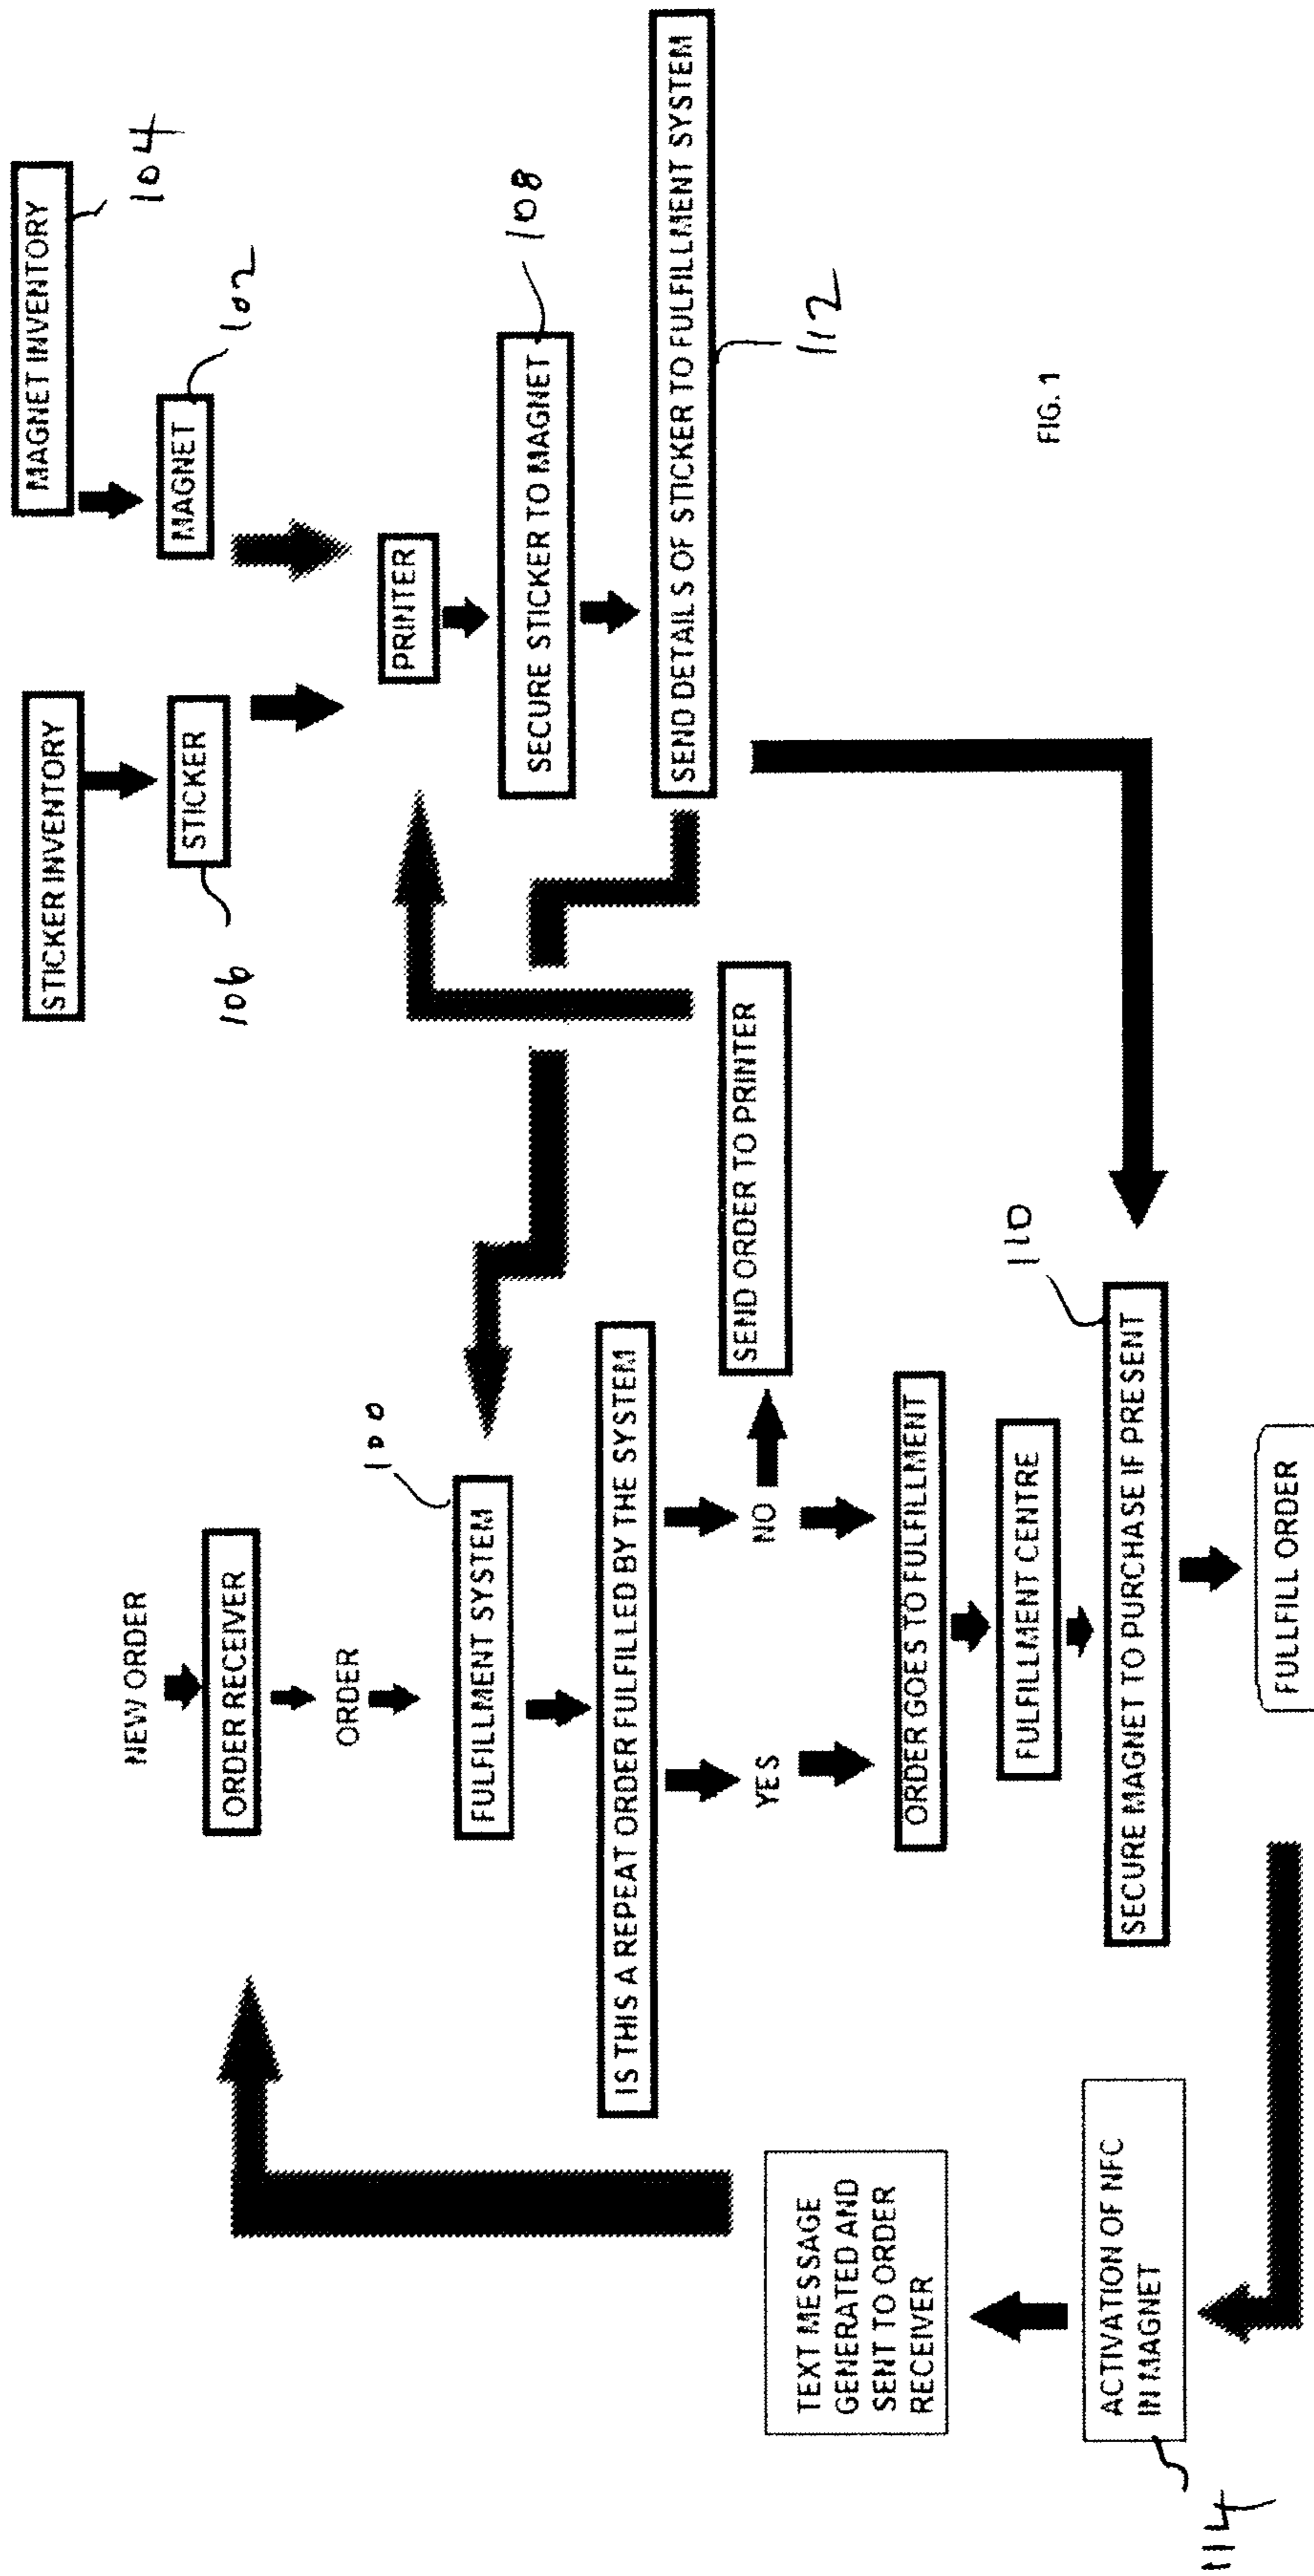 NEW ORDER
ORDER RECEIVER
ORDER
FULFILLMENT SYSTEM
100
IS THIS A REPEAT ORDER FULFILLED BY THE SYSTEM
YES
NO
SEND ORDER TO PRINTER
ORDER GOES TO FULFILLMENT
FULFILLMENT CENTRE
SECURE MAGNET TO PURCHASE IF PRESENT
110
FULLFILL ORDER
TEXT MESSAGE
GENERATED AND
SENT TO ORDER
RECEIVER
ACTIVATION OF NFC
IN MAGNET
114
STICKER INVENTORY
STICKER
106
MAGNET INVENTORY
104
MAGNET
102
PRINTER
SECURE STICKER TO MAGNET
108
SEND DETAILS OF STICKER TO FULFILLMENT SYSTEM
112
FIG. 1